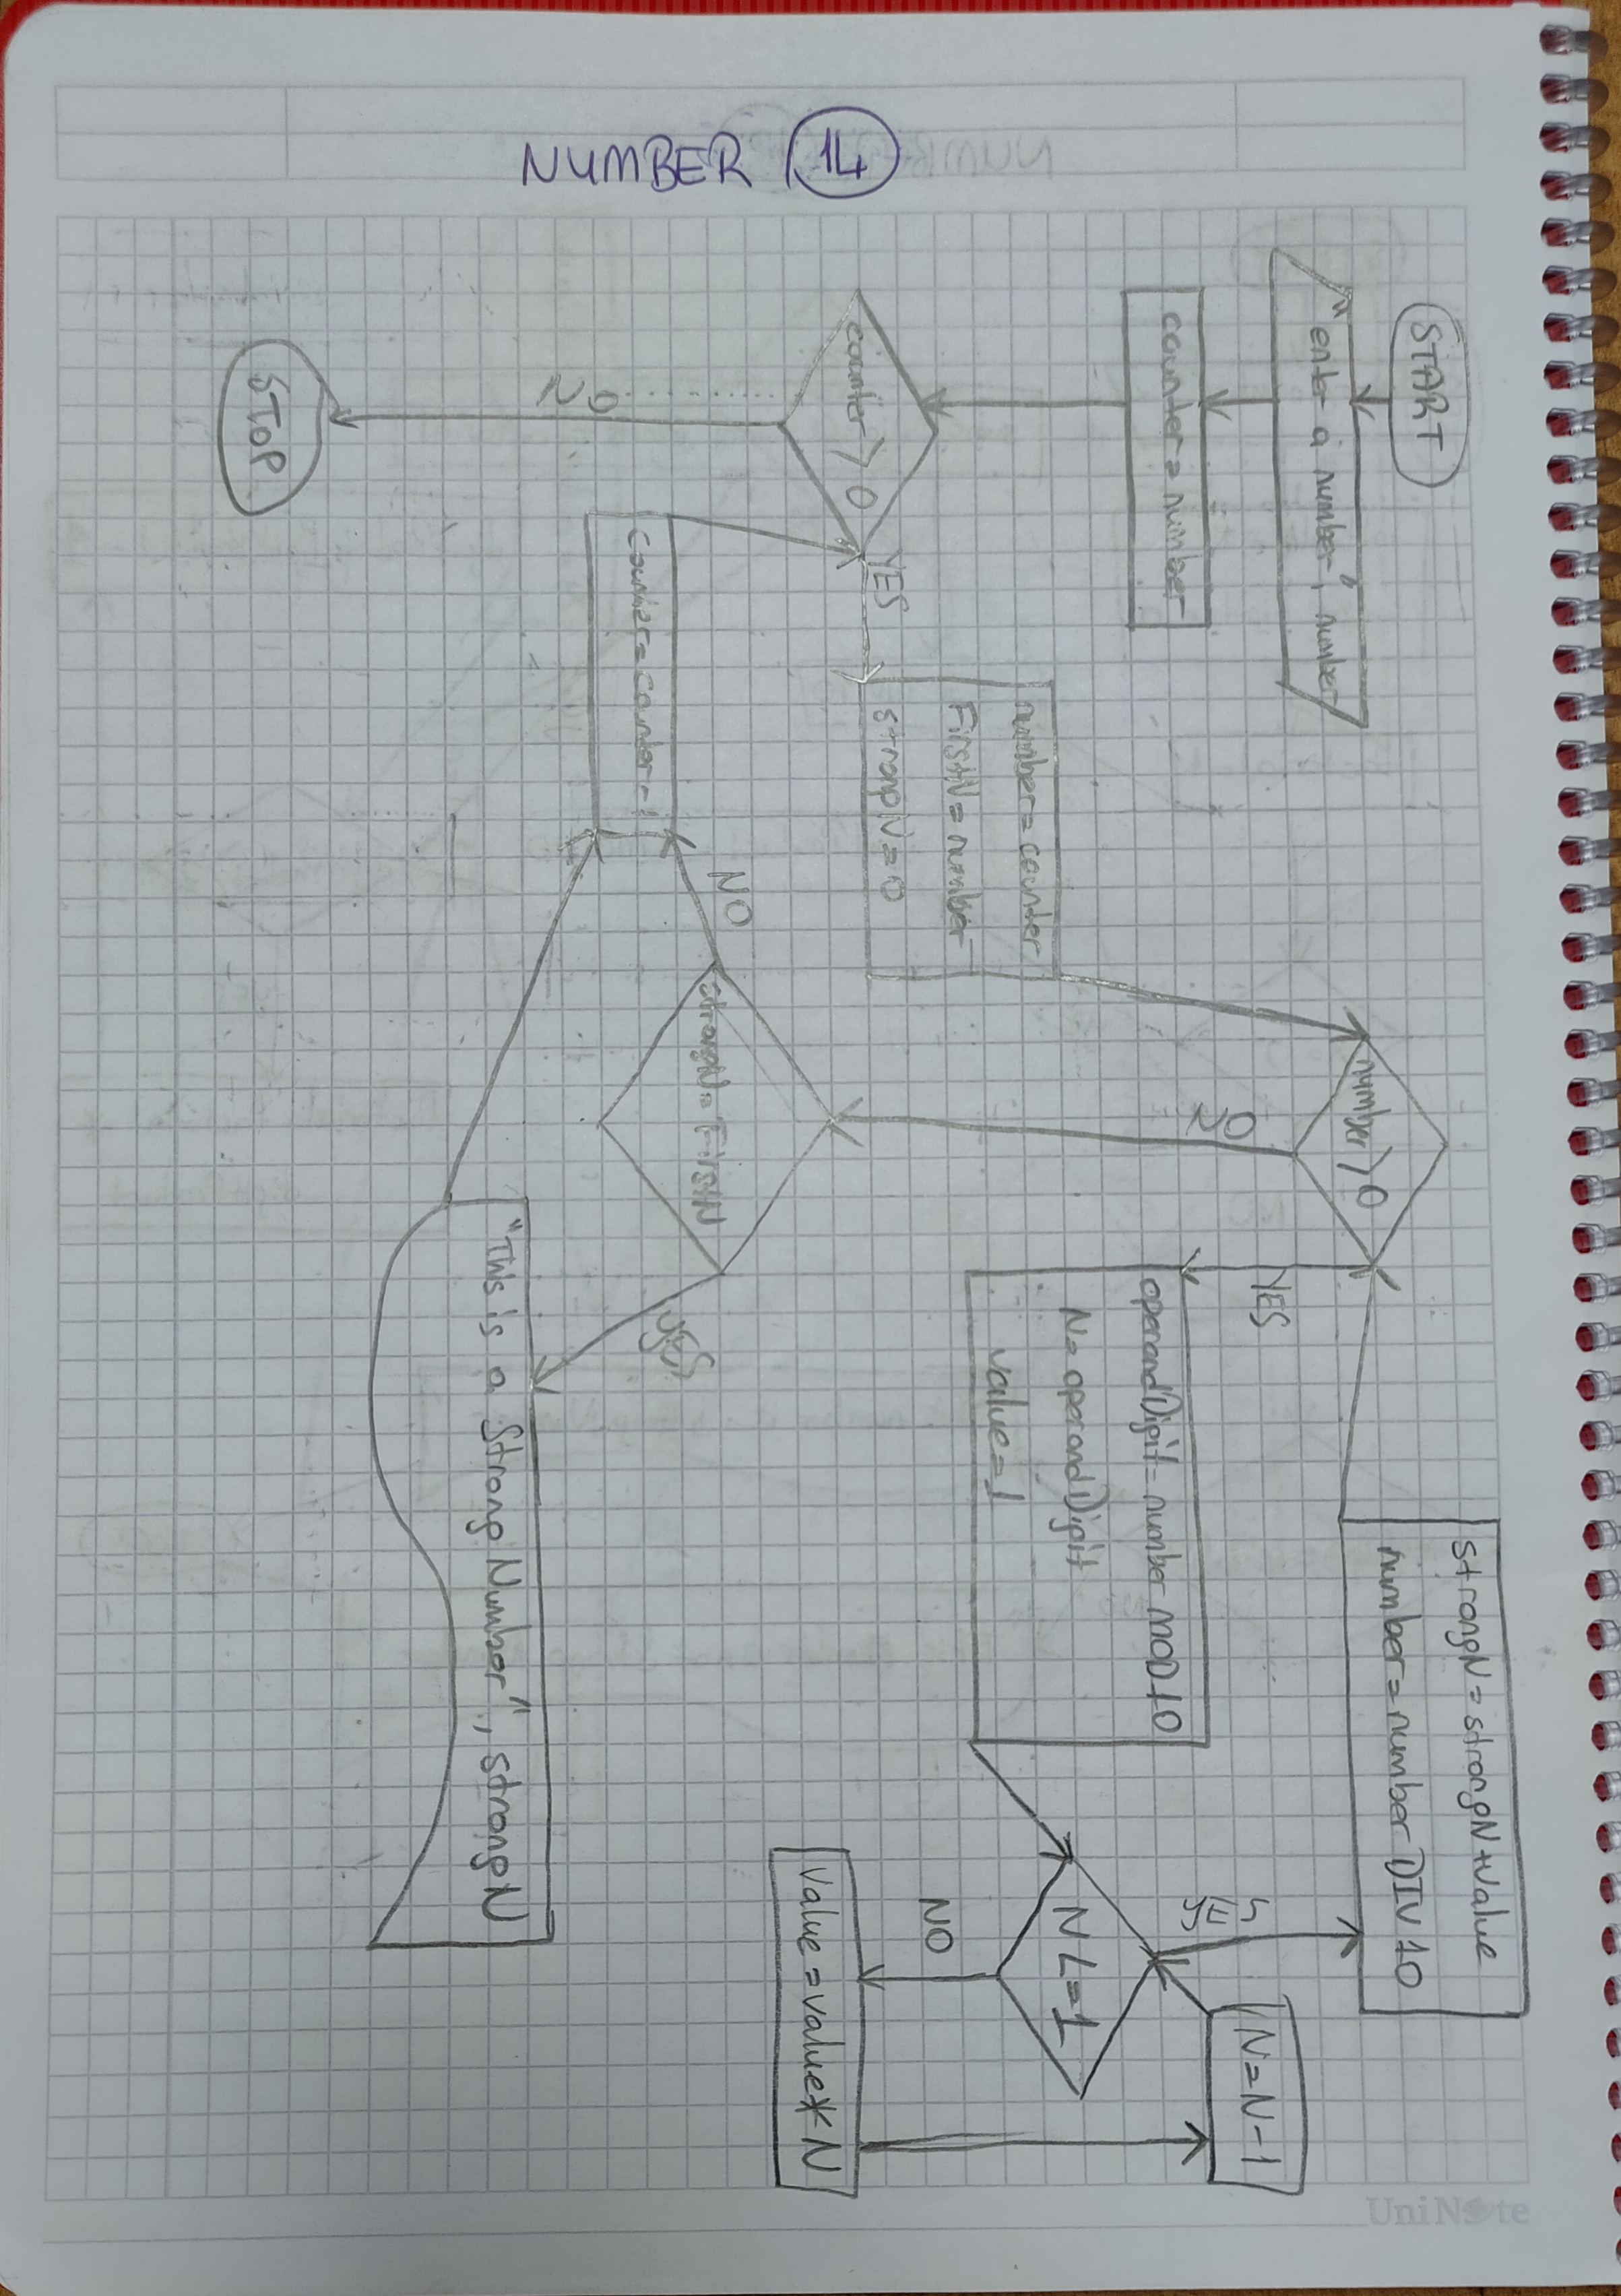 NUMBER 14
START
"enter a number", number
counter = number
counter > 0
YES
NO
STOP
number = counter
FirstN = number
strongN = 0
number > 0
YES
NO
operandDigit = number MOD 10
N = operandDigit
value = 1
N <= 1
YES
NO
value = value * N
N = N - 1
strongN = strongN + value
number = number DIV 10
strongN = FirstN
NO
yes
"This is a Strong Number", strongN
counter = counter - 1
UniNote